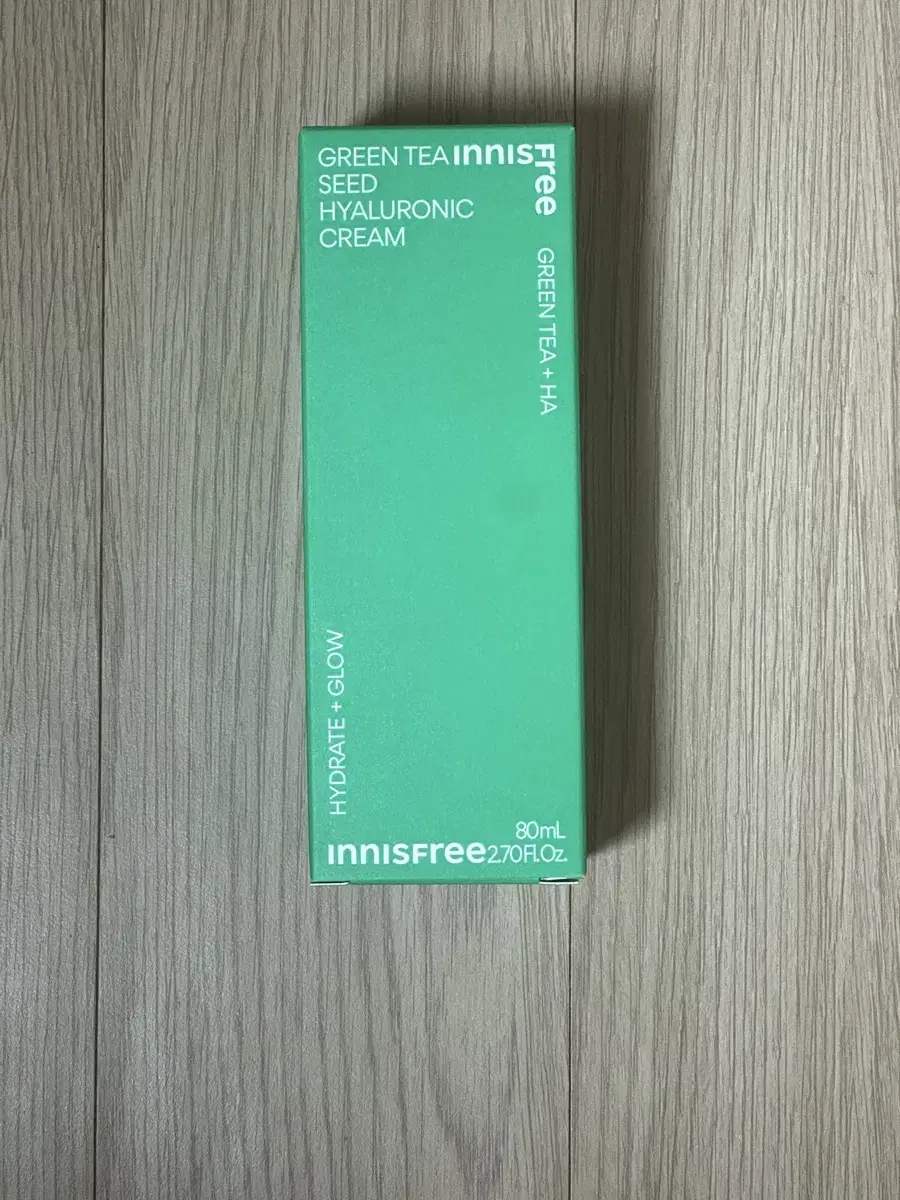 GREEN TEA
SEED
HYALURONIC
CREAM
innisFree
GREEN TEA + HA
HYDRATE + GLOW
80mL
innisFree 2.70Fl.Oz.